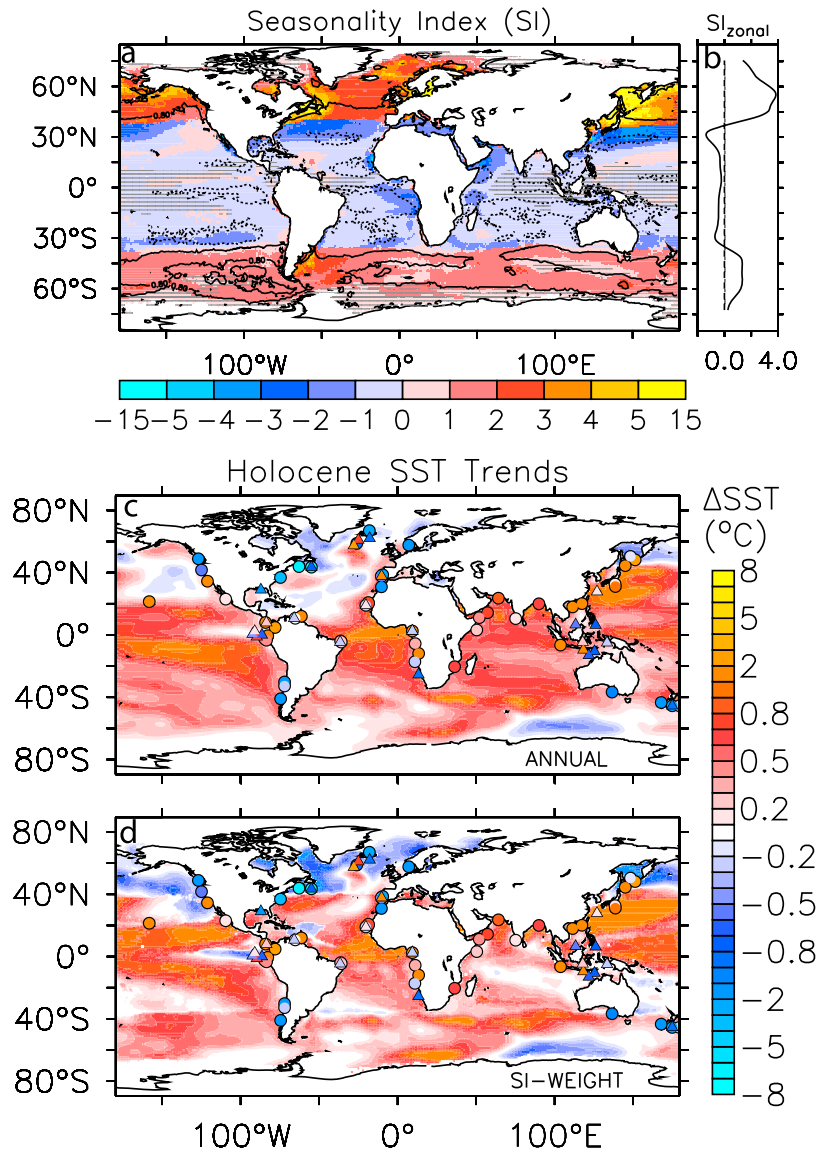 Seasonality Index (SI)
SIzonal
a
b
60°N
30°N
0°
30°S
60°S
0.80
0.80
0.80
0.80
100°W 0° 100°E
0.0 4.0
−15 −5 −4 −3 −2 −1 0 1 2 3 4 5 15
Holocene SST Trends
c
80°N
40°N
0°
40°S
80°S
ANNUAL
ΔSST
(°C)
8
5
2
0.8
0.5
0.2
−0.2
−0.5
−0.8
−2
−5
−8
d
80°N
40°N
0°
40°S
80°S
SI−WEIGHT
100°W 0° 100°E